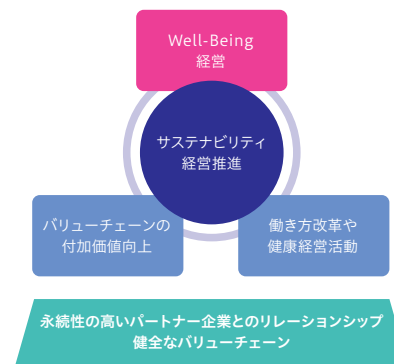 Well-Being
経営
サステナビリティ
経営推進
バリューチェーンの
付加価値向上
働き方改革や
健康経営活動
永続性の高いパートナー企業とのリレーションシップ
健全なバリューチェーン